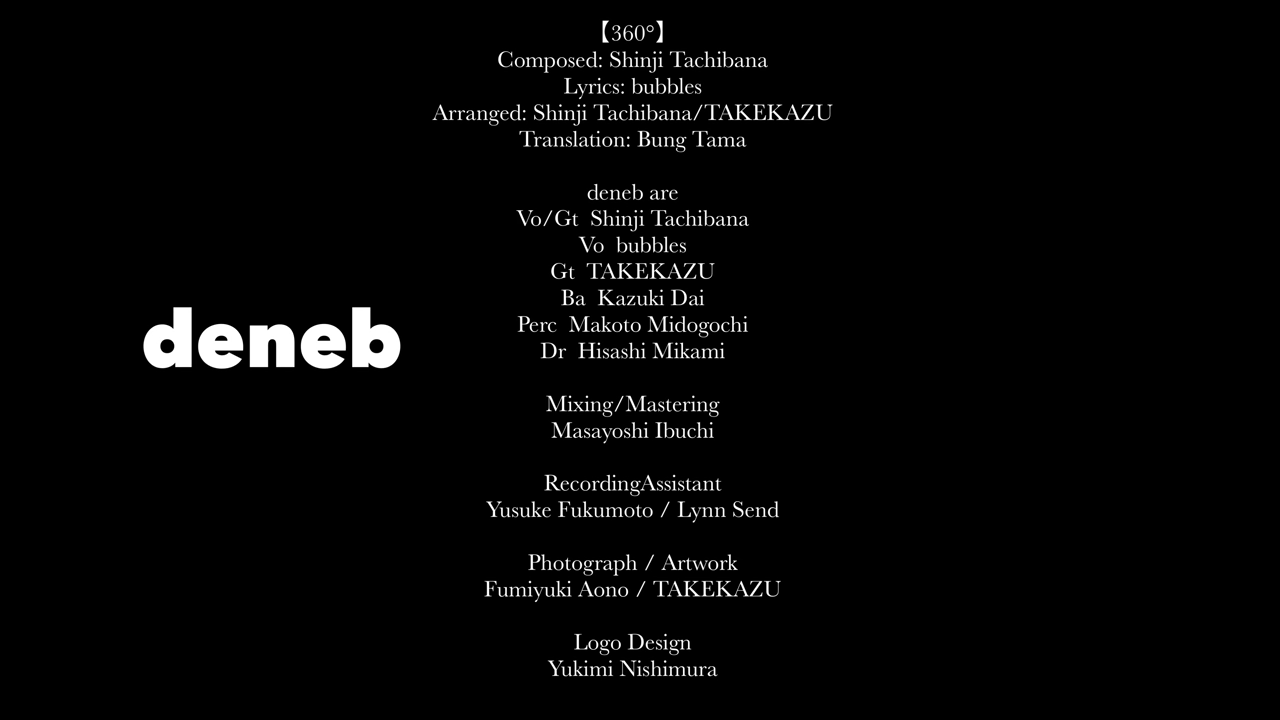 【360°】
Composed: Shinji Tachibana
Lyrics: bubbles
Arranged: Shinji Tachibana/TAKEKAZU
Translation: Bung Tama
deneb are
Vo/Gt  Shinji Tachibana
Vo  bubbles
Gt  TAKEKAZU
Ba  Kazuki Dai
Perc  Makoto Midogochi
Dr  Hisashi Mikami
deneb
Mixing/Mastering
Masayoshi Ibuchi
RecordingAssistant
Yusuke Fukumoto / Lynn Send
Photograph / Artwork
Fumiyuki Aono / TAKEKAZU
Logo Design
Yukimi Nishimura